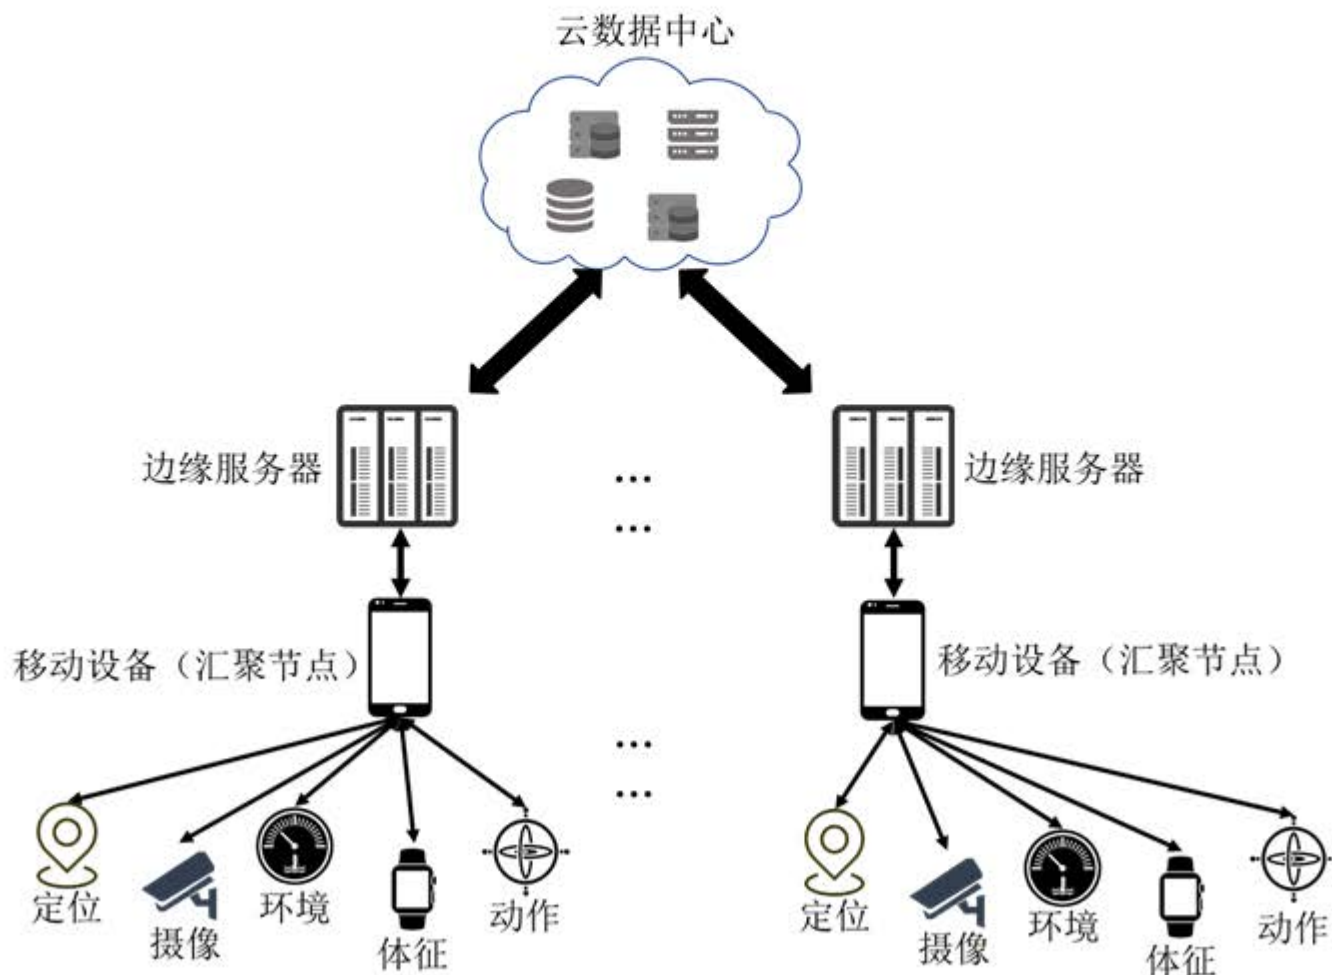 云数据中心
边缘服务器
...
...
边缘服务器
移动设备（汇聚节点）
移动设备（汇聚节点）
...
...
定位
摄像
环境
体征
动作
定位
摄像
环境
体征
动作